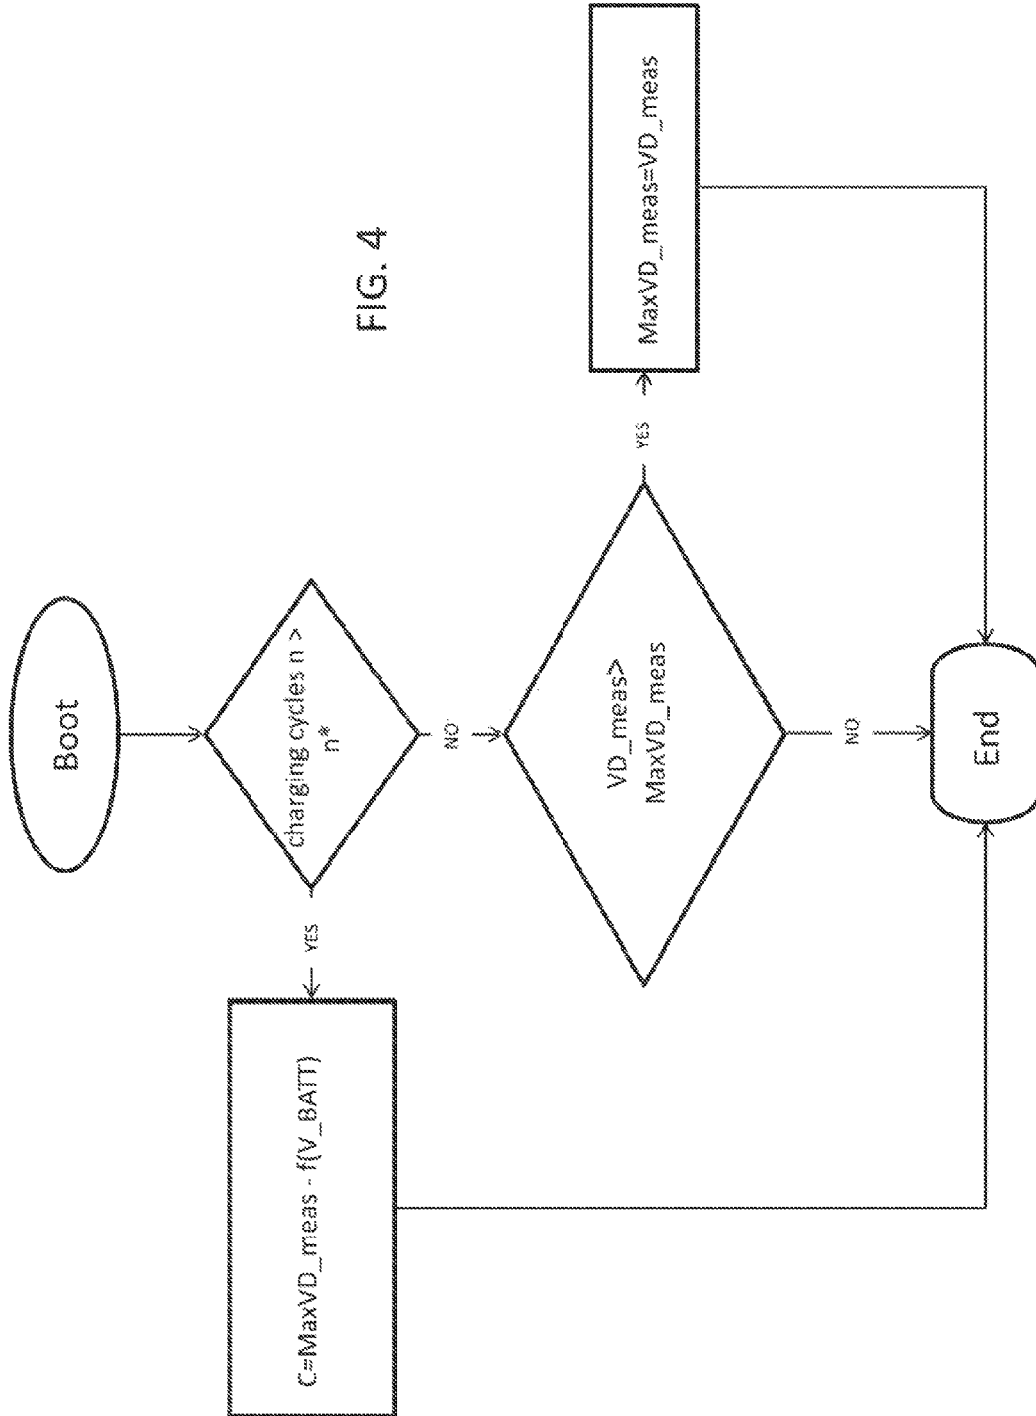 Boot
charging cycles n >
n*
YES
C=MaxVD_meas - f(V_BATT)
NO
VD_meas>
MaxVD_meas
YES
MaxVD_meas=VD_meas
NO
End
FIG. 4